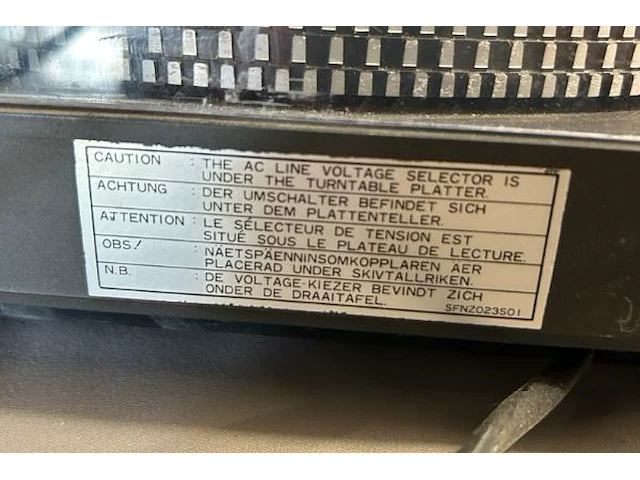 CAUTION : THE AC LINE VOLTAGE SELECTOR IS
UNDER THE TURNTABLE PLATTER.
ACHTUNG : DER UMSCHALTER BEFINDET SICH
UNTER DEM PLATTENTELLER.
ATTENTION : LE SÉLECTEUR DE TENSION EST
SITUÉ SOUS LE PLATEAU DE LECTURE.
OBS! : NÄETSPÄENNINSOMKOPPLAREN AER
PLACERAD UNDER SKIVTALLRIKEN.
N.B. : DE VOLTAGE-KIEZER BEVINDT ZICH
ONDER DE DRAAITAFEL.
SFNZ023S01